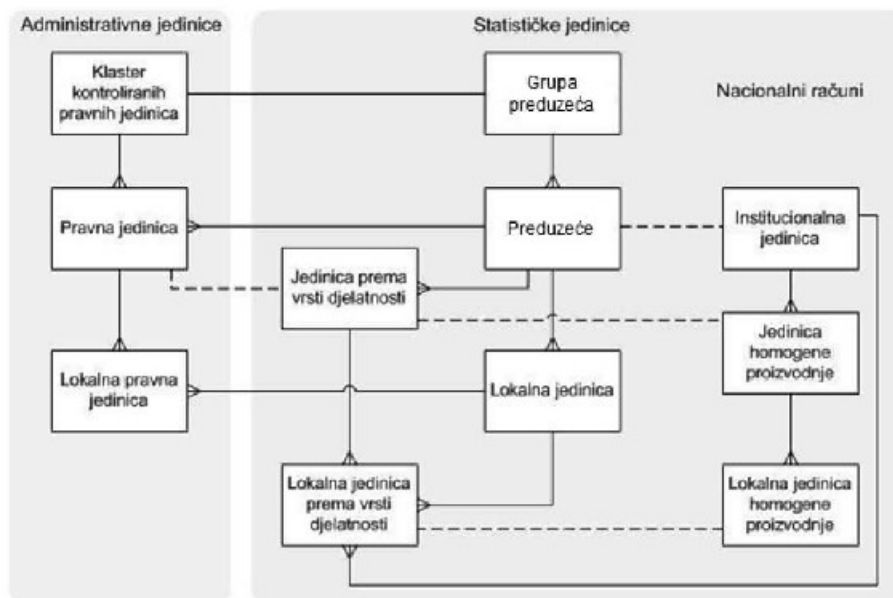 Administrativne jedinice
Statističke jedinice
Klaster
kontroliranih
pravnih jedinica
Grupa
preduzeća
Nacionalni računi
Pravna jedinica
Preduzeće
Institucionalna
jedinica
Jedinica prema
vrsti djelatnosti
Jedinica
homogene
proizvodnje
Lokalna pravna
jedinica
Lokalna jedinica
Lokalna jedinica
prema vrsti
djelatnosti
Lokalna jedinica
homogene
proizvodnje